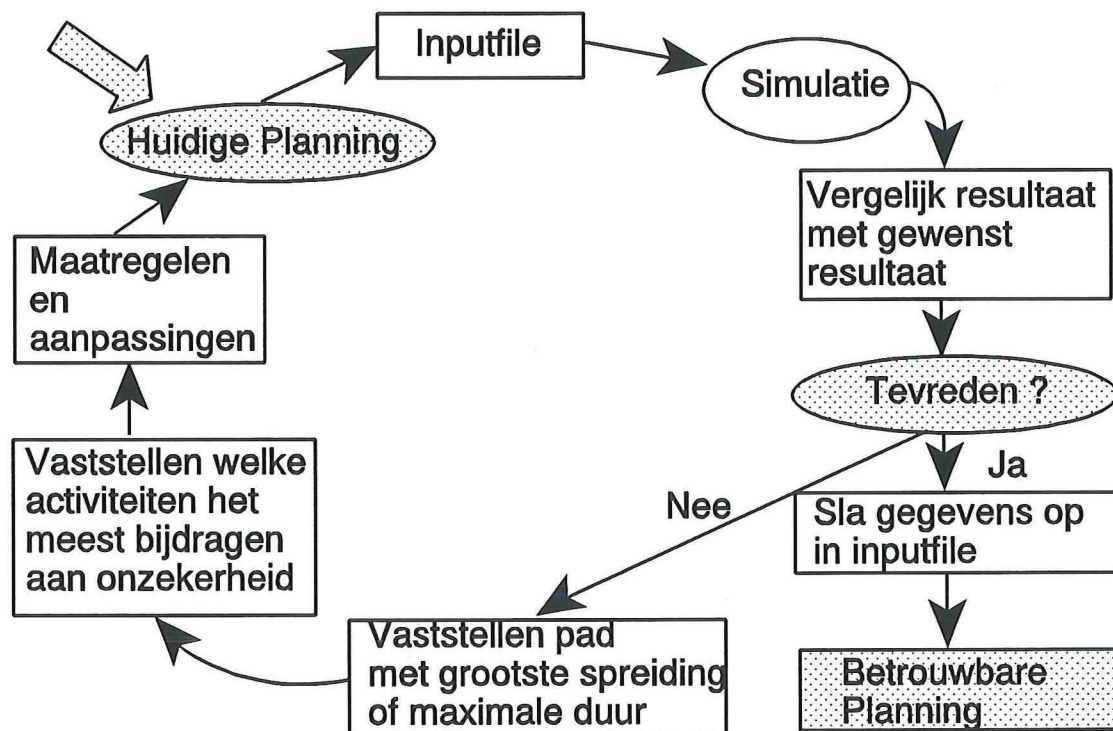 Inputfile
Simulatie
Huidige Planning
Vergelijk resultaat
met gewenst
resultaat
Tevreden ?
Ja
Nee
Sla gegevens op
in inputfile
Betrouwbare
Planning
Vaststellen pad
met grootste spreiding
of maximale duur
Vaststellen welke
activiteiten het
meest bijdragen
aan onzekerheid
Maatregelen
en
aanpassingen